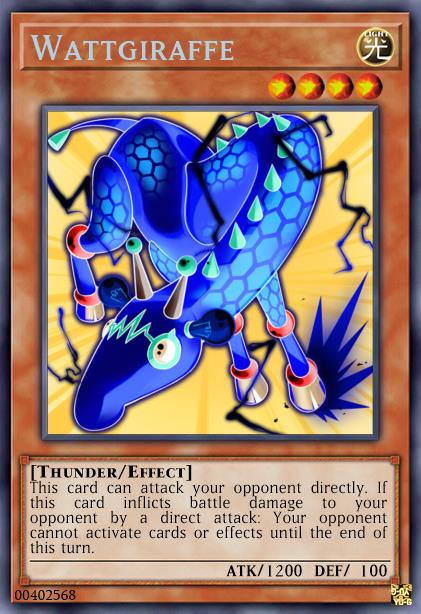 WATTGIRAFFE
LIGHT
光
[THUNDER/EFFECT]
This card can attack your opponent directly. If
this card inflicts battle damage to your
opponent by a direct attack: Your opponent
cannot activate cards or effects until the end of
this turn.
ATK/1200 DEF/ 100
00402568